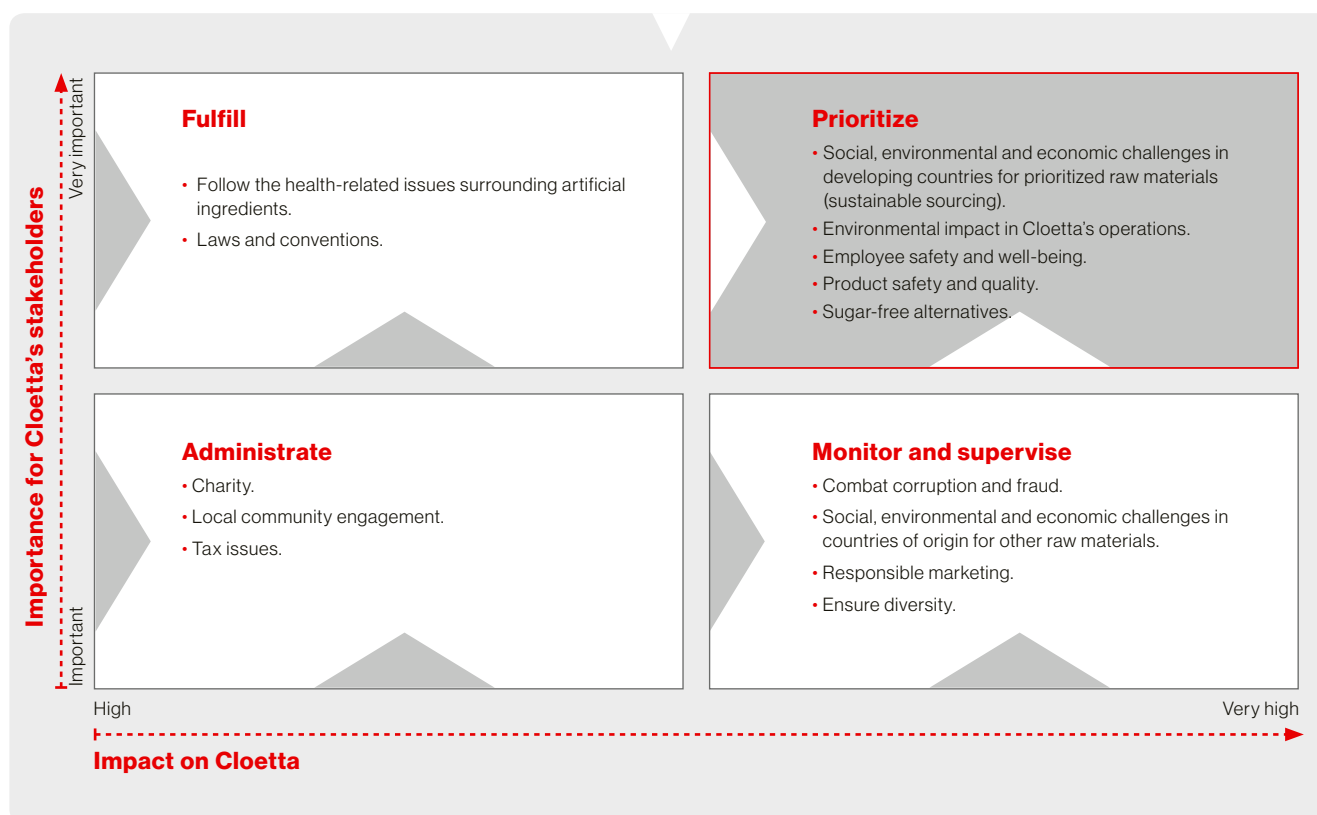 Importance for Cloetta's stakeholders
Very important
Important
Fulfill
• Follow the health-related issues surrounding artificial
ingredients.
• Laws and conventions.
Prioritize
• Social, environmental and economic challenges in
developing countries for prioritized raw materials
(sustainable sourcing).
• Environmental impact in Cloetta's operations.
• Employee safety and well-being.
• Product safety and quality.
• Sugar-free alternatives.
Administrate
• Charity.
• Local community engagement.
• Tax issues.
Monitor and supervise
• Combat corruption and fraud.
• Social, environmental and economic challenges in
countries of origin for other raw materials.
• Responsible marketing.
• Ensure diversity.
High
Very high
Impact on Cloetta